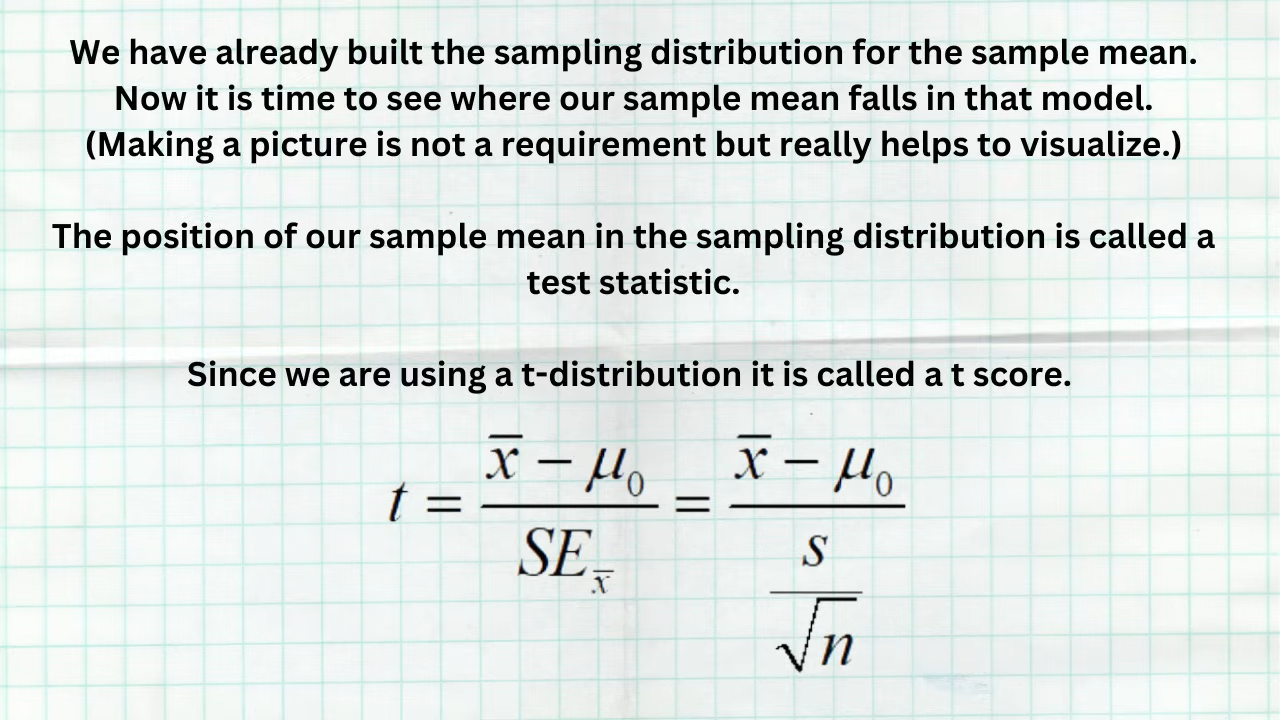 We have already built the sampling distribution for the sample mean.
Now it is time to see where our sample mean falls in that model.
(Making a picture is not a requirement but really helps to visualize.)
The position of our sample mean in the sampling distribution is called a
test statistic.
Since we are using a t-distribution it is called a t score.
t = (x̅ − μ₀) / SE_x̅ = (x̅ − μ₀) / (s / √n)